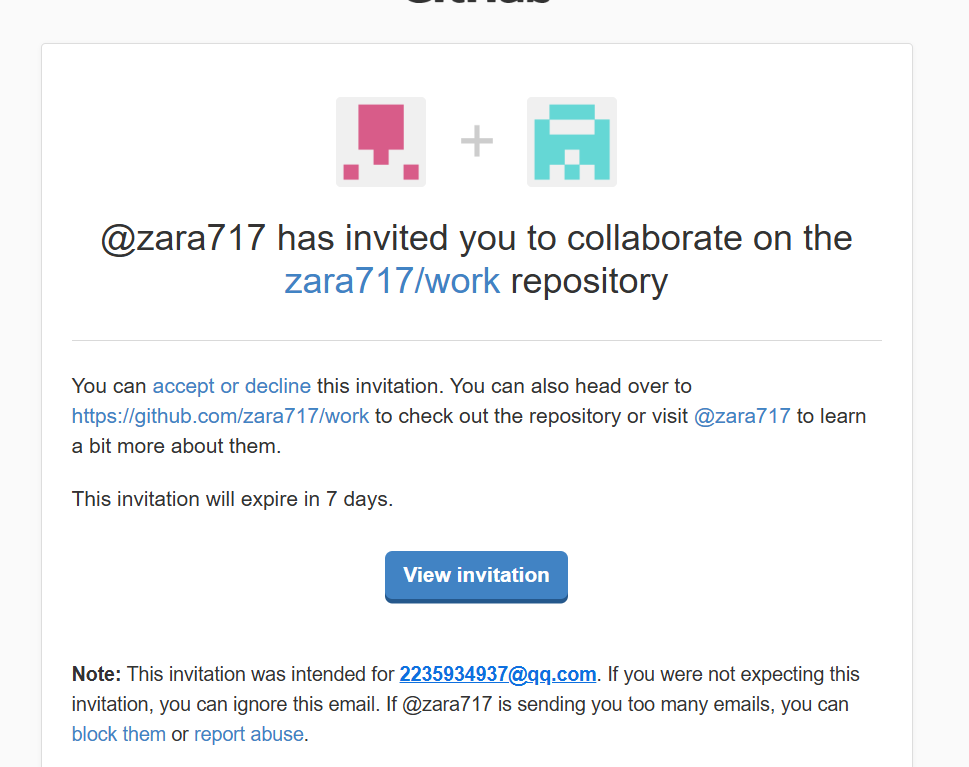 GitHub
@zara717 has invited you to collaborate on the
zara717/work repository
You can accept or decline this invitation. You can also head over to
https://github.com/zara717/work to check out the repository or visit @zara717 to learn
a bit more about them.
This invitation will expire in 7 days.
View invitation
Note: This invitation was intended for 2235934937@qq.com. If you were not expecting this
invitation, you can ignore this email. If @zara717 is sending you too many emails, you can
block them or report abuse.